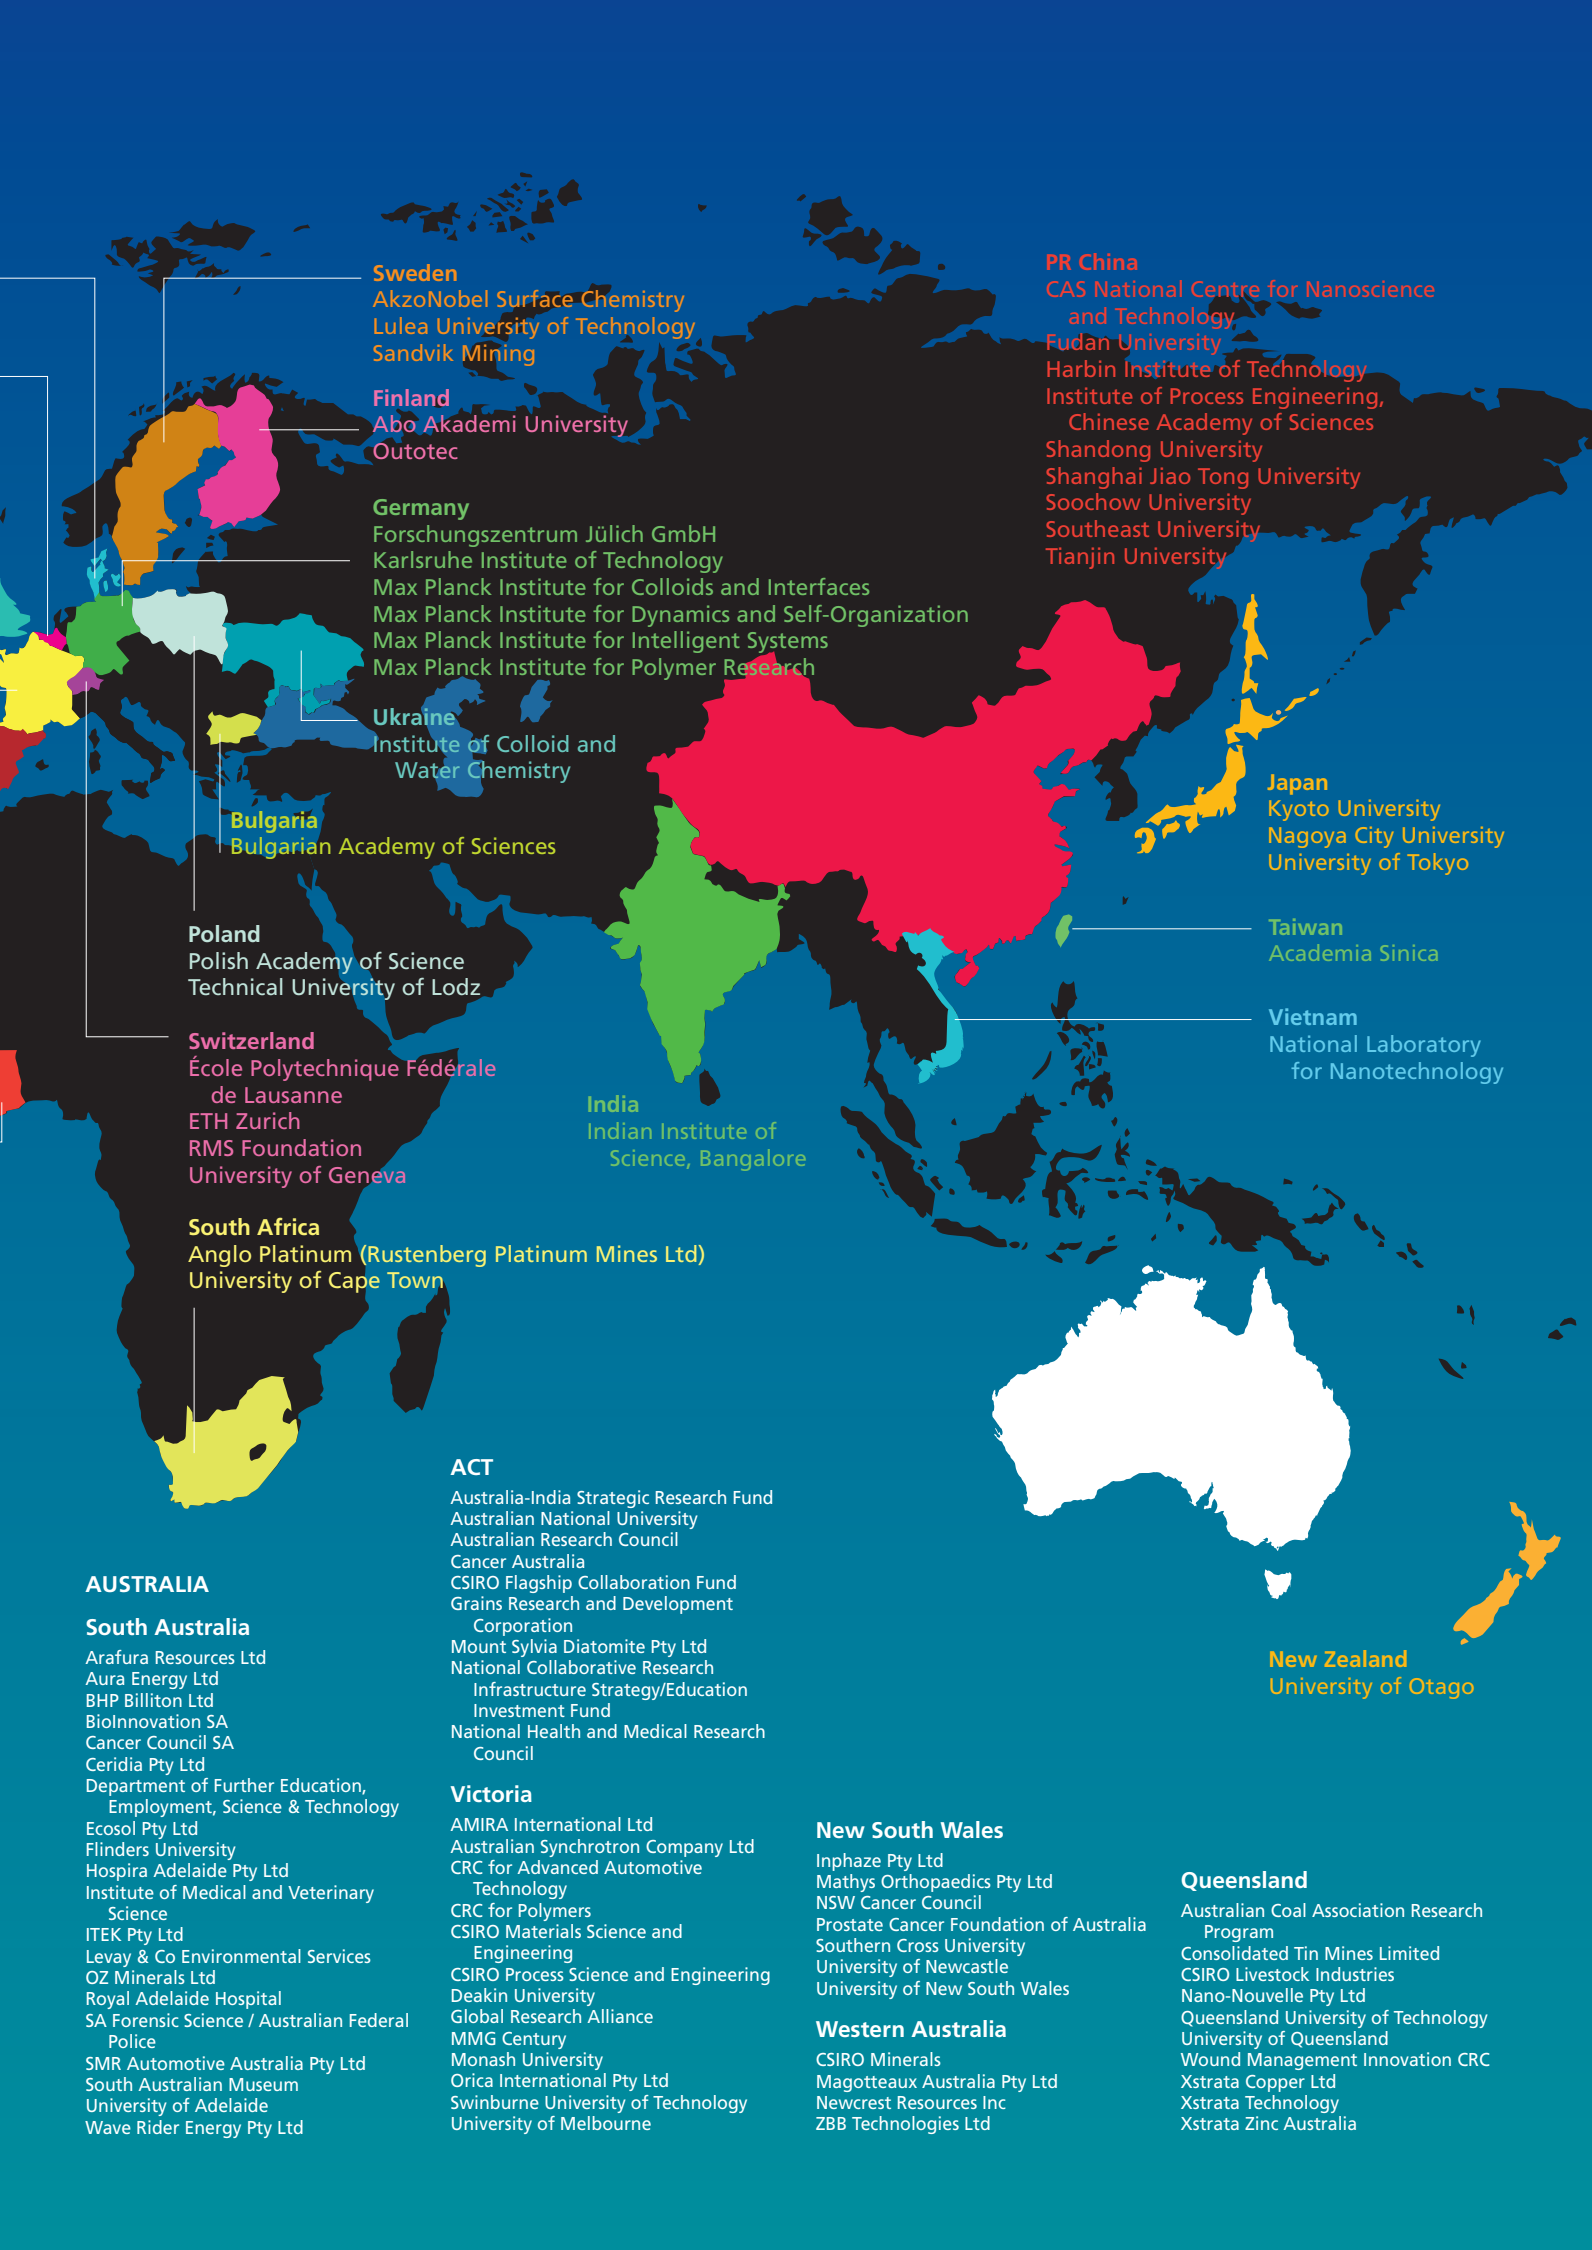 Sweden
AkzoNobel Surface Chemistry
Lulea University of Technology
Sandvik Mining
Finland
Abo Akademi University
Outotec
Germany
Forschungszentrum Jülich GmbH
Karlsruhe Institute of Technology
Max Planck Institute for Colloids and Interfaces
Max Planck Institute for Dynamics and Self-Organization
Max Planck Institute for Intelligent Systems
Max Planck Institute for Polymer Research
Ukraine
Institute of Colloid and
Water Chemistry
Bulgaria
Bulgarian Academy of Sciences
Poland
Polish Academy of Science
Technical University of Lodz
Switzerland
École Polytechnique Fédérale
de Lausanne
ETH Zurich
RMS Foundation
University of Geneva
South Africa
Anglo Platinum (Rustenberg Platinum Mines Ltd)
University of Cape Town
India
Indian Institute of
Science, Bangalore
PR China
CAS National Centre for Nanoscience
and Technology
Fudan University
Harbin Institute of Technology
Institute of Process Engineering,
Chinese Academy of Sciences
Shandong University
Shanghai Jiao Tong University
Soochow University
Southeast University
Tianjin University
Japan
Kyoto University
Nagoya City University
University of Tokyo
Taiwan
Academia Sinica
Vietnam
National Laboratory
for Nanotechnology
New Zealand
University of Otago
AUSTRALIA
South Australia
Arafura Resources Ltd
Aura Energy Ltd
BHP Billiton Ltd
BioInnovation SA
Cancer Council SA
Ceridia Pty Ltd
Department of Further Education,
Employment, Science & Technology
Ecosol Pty Ltd
Flinders University
Hospira Adelaide Pty Ltd
Institute of Medical and Veterinary
Science
ITEK Pty Ltd
Levay & Co Environmental Services
OZ Minerals Ltd
Royal Adelaide Hospital
SA Forensic Science / Australian Federal
Police
SMR Automotive Australia Pty Ltd
South Australian Museum
University of Adelaide
Wave Rider Energy Pty Ltd
ACT
Australia-India Strategic Research Fund
Australian National University
Australian Research Council
Cancer Australia
CSIRO Flagship Collaboration Fund
Grains Research and Development
Corporation
Mount Sylvia Diatomite Pty Ltd
National Collaborative Research
Infrastructure Strategy/Education
Investment Fund
National Health and Medical Research
Council
Victoria
AMIRA International Ltd
Australian Synchrotron Company Ltd
CRC for Advanced Automotive
Technology
CRC for Polymers
CSIRO Materials Science and
Engineering
CSIRO Process Science and Engineering
Deakin University
Global Research Alliance
MMG Century
Monash University
Orica International Pty Ltd
Swinburne University of Technology
University of Melbourne
New South Wales
Inphaze Pty Ltd
Mathys Orthopaedics Pty Ltd
NSW Cancer Council
Prostate Cancer Foundation of Australia
Southern Cross University
University of Newcastle
University of New South Wales
Western Australia
CSIRO Minerals
Magotteaux Australia Pty Ltd
Newcrest Resources Inc
ZBB Technologies Ltd
Queensland
Australian Coal Association Research
Program
Consolidated Tin Mines Limited
CSIRO Livestock Industries
Nano-Nouvelle Pty Ltd
Queensland University of Technology
University of Queensland
Wound Management Innovation CRC
Xstrata Copper Ltd
Xstrata Technology
Xstrata Zinc Australia